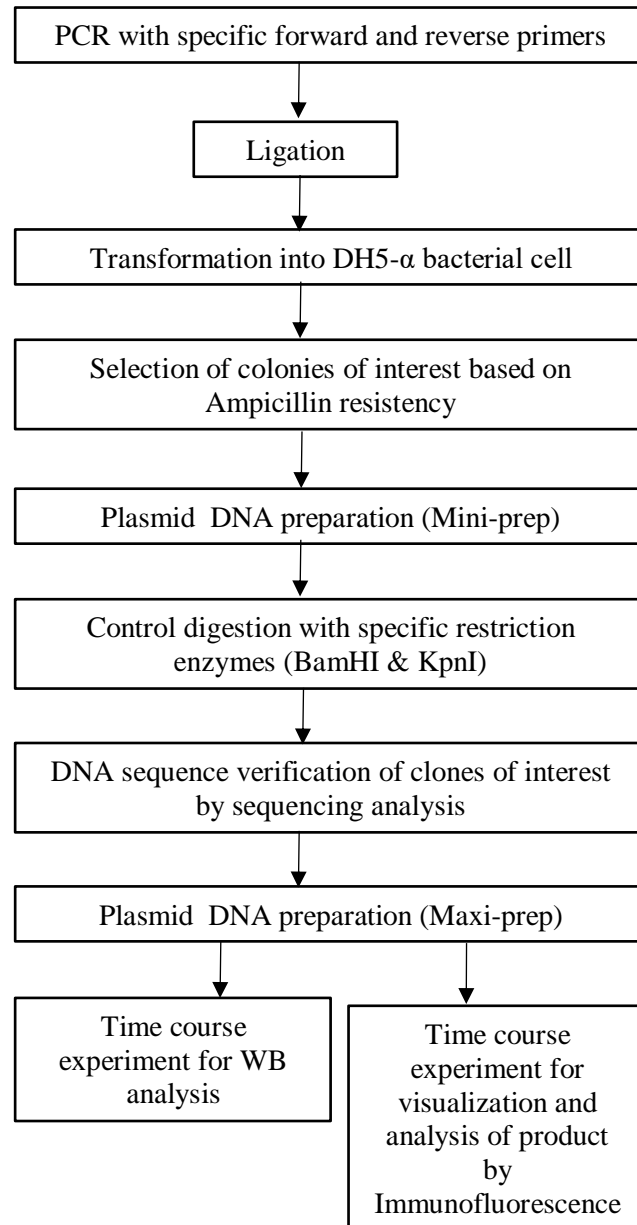 PCR with specific forward and reverse primers
Ligation
Transformation into DH5-α bacterial cell
Selection of colonies of interest based on
Ampicillin resistency
Plasmid DNA preparation (Mini-prep)
Control digestion with specific restriction
enzymes (BamHI & KpnI)
DNA sequence verification of clones of interest
by sequencing analysis
Plasmid DNA preparation (Maxi-prep)
Time course
experiment for WB
analysis
Time course
experiment for
visualization and
analysis of product
by
Immunofluorescence